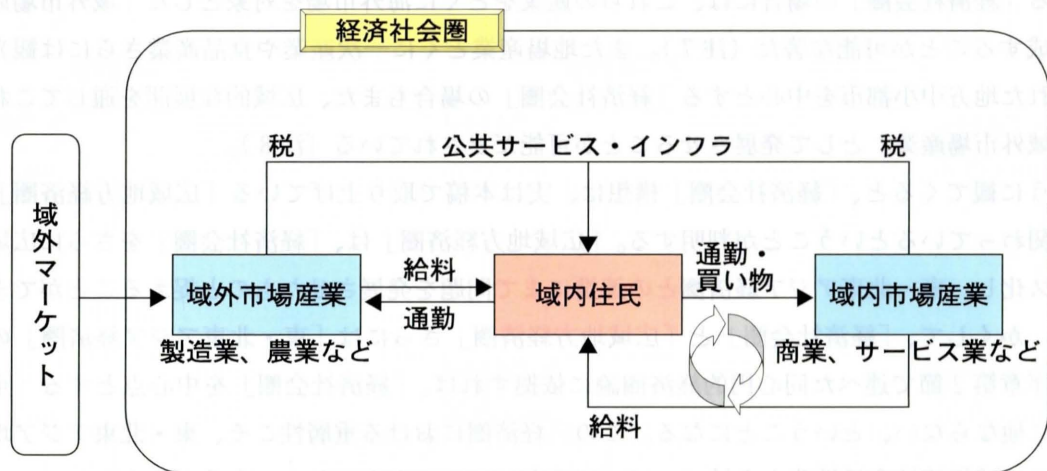 経済社会圏
税
公共サービス・インフラ
税
域外マーケット
域外市場産業
製造業、農業など
給料
通勤
域内住民
通勤・
買い物
域内市場産業
商業、サービス業など
給料